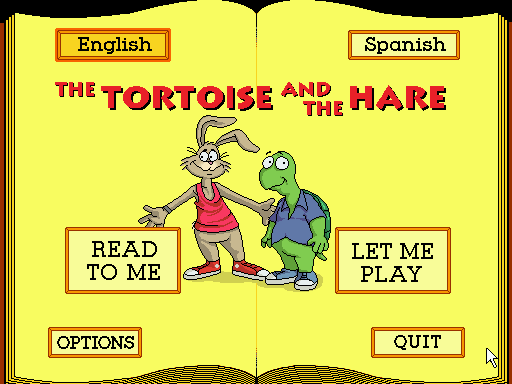 English
Spanish
THE TORTOISE AND THE HARE
READ
TO ME
LET ME
PLAY
OPTIONS
QUIT